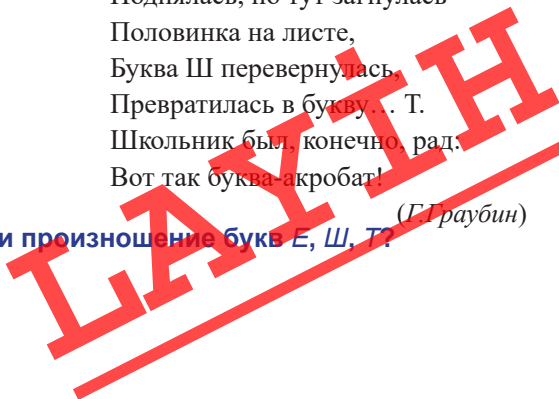 Поднялась, но тут загнулась
Половинка на листе,
Буква Ш перевернулась,
Превратилась в букву… Т.
Школьник был, конечно, рад:
Вот так буква-акробат!
(Г.Граубин)
и произношение букв Е, Ш, Т?
LAYİH